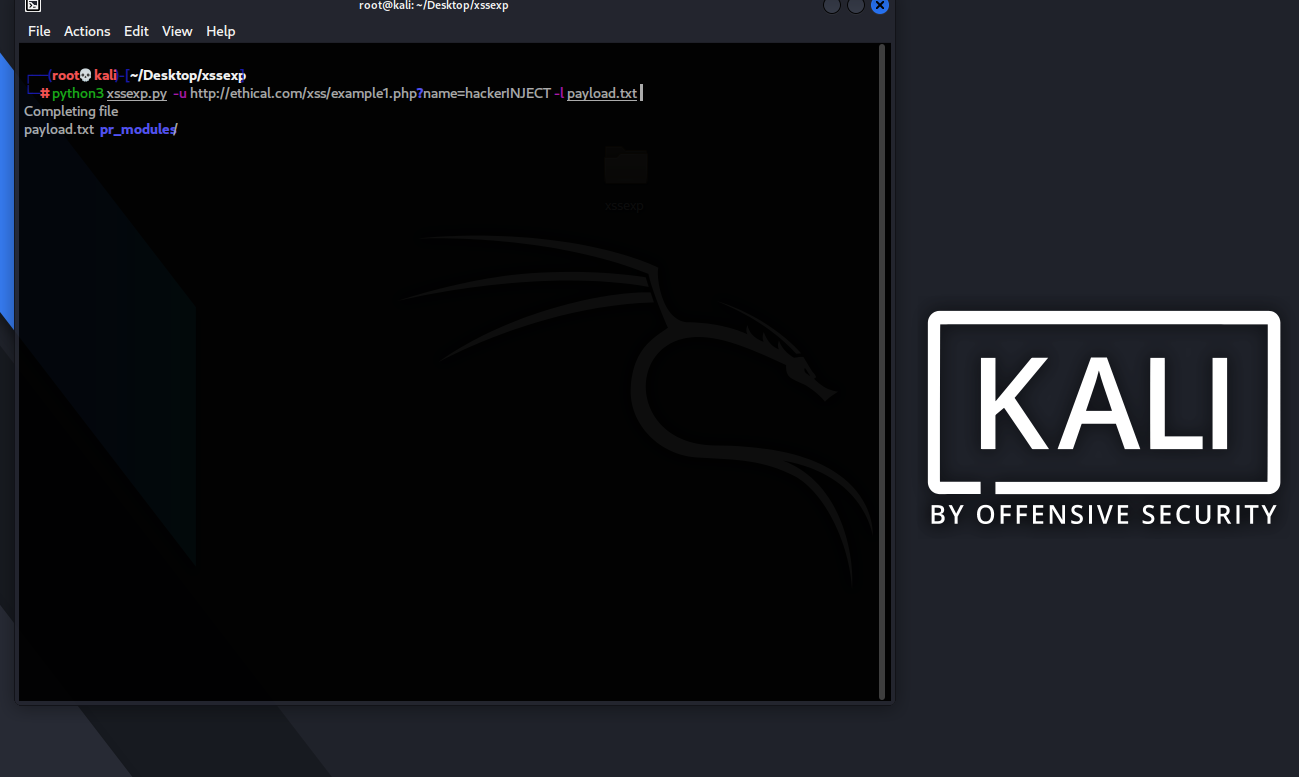 root@kali: ~/Desktop/xssexp
File Actions Edit View Help
(root💀kali)-[~/Desktop/xssexp]
# python3 xssexp.py -u http://ethical.com/xss/example1.php?name=hackerINJECT -l payload.txt
Completing file
payload.txt pr_modules/
xssexp
KALI
BY OFFENSIVE SECURITY